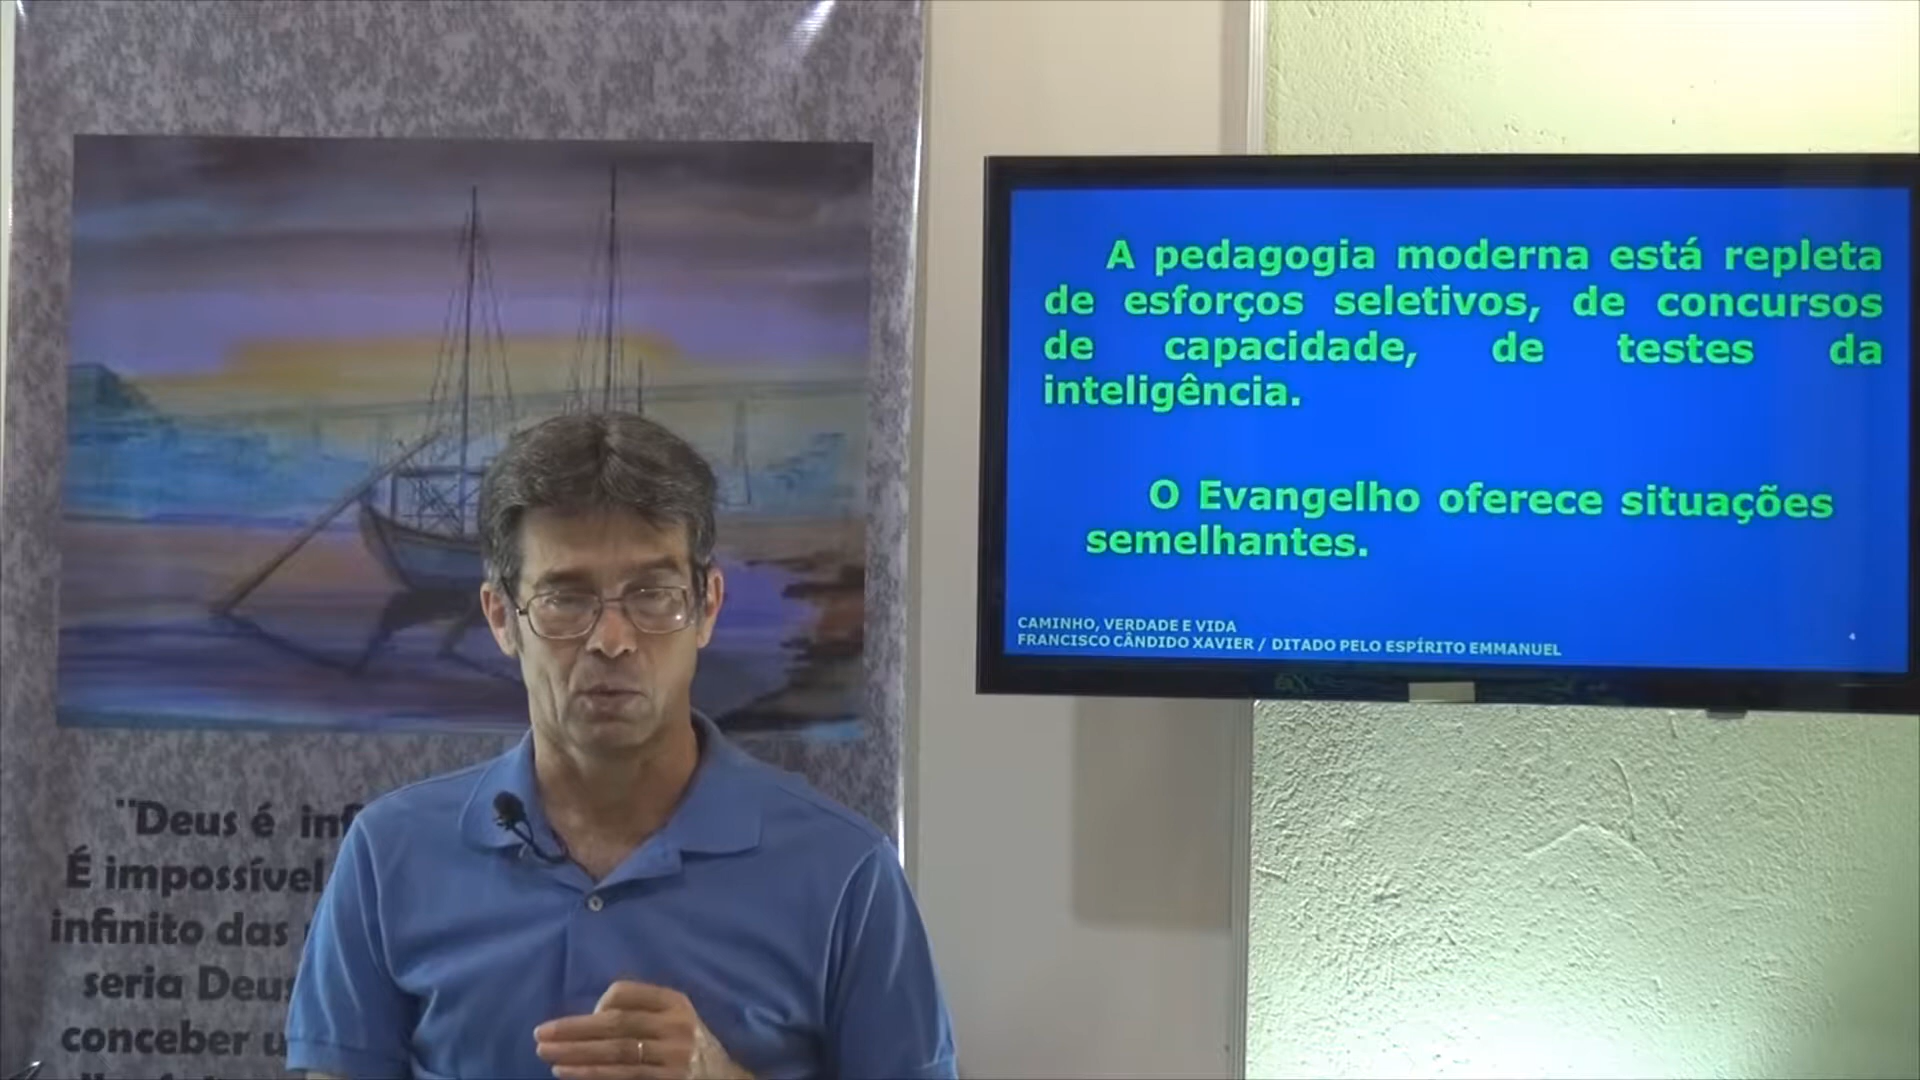 ¨Deus é
É impossível
infinito das
seria Deus
conceber
A pedagogia moderna está repleta
de esforços seletivos, de concursos
de capacidade, de testes da
inteligência.
O Evangelho oferece situações
semelhantes.
CAMINHO, VERDADE E VIDA
FRANCISCO CÂNDIDO XAVIER / DITADO PELO ESPÍRITO EMMANUEL
4